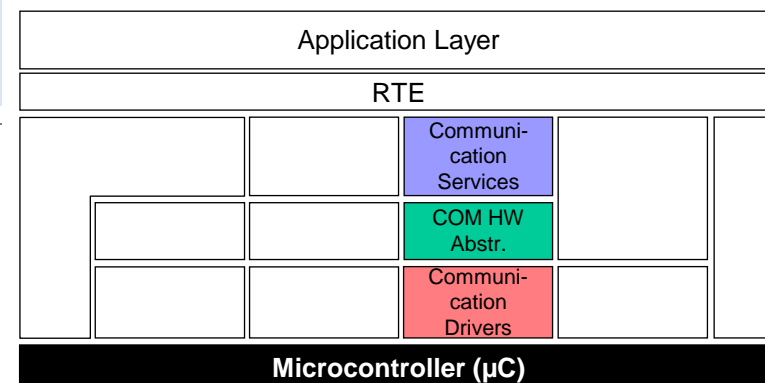 Application Layer
RTE
Communi-
cation
Services
COM HW
Abstr.
Communi-
cation
Drivers
Microcontroller (µC)